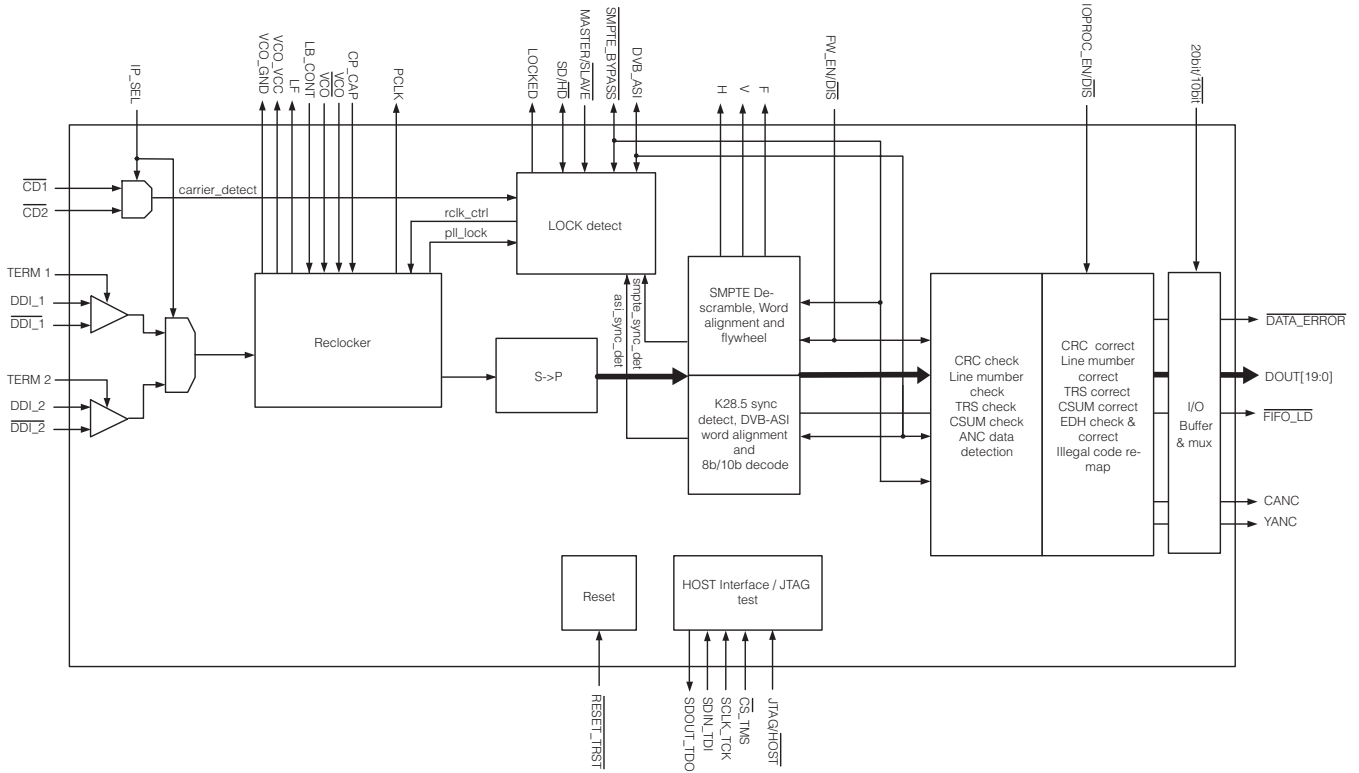 IP_SEL
VCO_GND
VCO_VCC
LF
LB_CONT
VCO
VCO
CP_CAP
PCLK
LOCKED
SD/HD
MASTER/SLAVE
SMPTE_BYPASS
DVB_ASI
H
V
F
FW_EN/DIS
IOPROC_EN/DIS
20bit/10bit
CD1
CD2
carrier_detect
rclk_ctrl
pll_lock
LOCK detect
TERM 1
DDI_1
DDI_1
TERM 2
DDI_2
DDI_2
Reclocker
S->P
asi_sync_det
smpte_sync_det
SMPTE De-
scramble, Word
alignment and
flywheel
K28.5 sync
detect, DVB-ASI
word alignment
and
8b/10b decode
CRC check
Line mumber
check
TRS check
CSUM check
ANC data
detection
CRC correct
Line mumber
correct
TRS correct
CSUM correct
EDH check &
correct
Illegal code re-
map
I/O
Buffer
& mux
DATA_ERROR
DOUT[19:0]
FIFO_LD
CANC
YANC
Reset
HOST Interface / JTAG
test
RESET_TRST
SDOUT_TDO
SDIN_TDI
SCLK_TCK
CS_TMS
JTAG/HOST